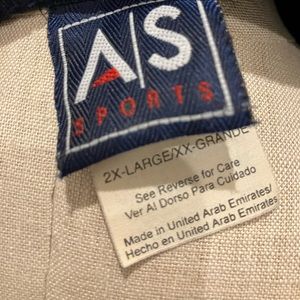 A/S
SPORTS
2X-LARGE/XX-GRANDE
See Reverse for Care
Ver Al Dorso Para Cuidado
Made in United Arab Emirates/
Hecho en United Arab Emirates